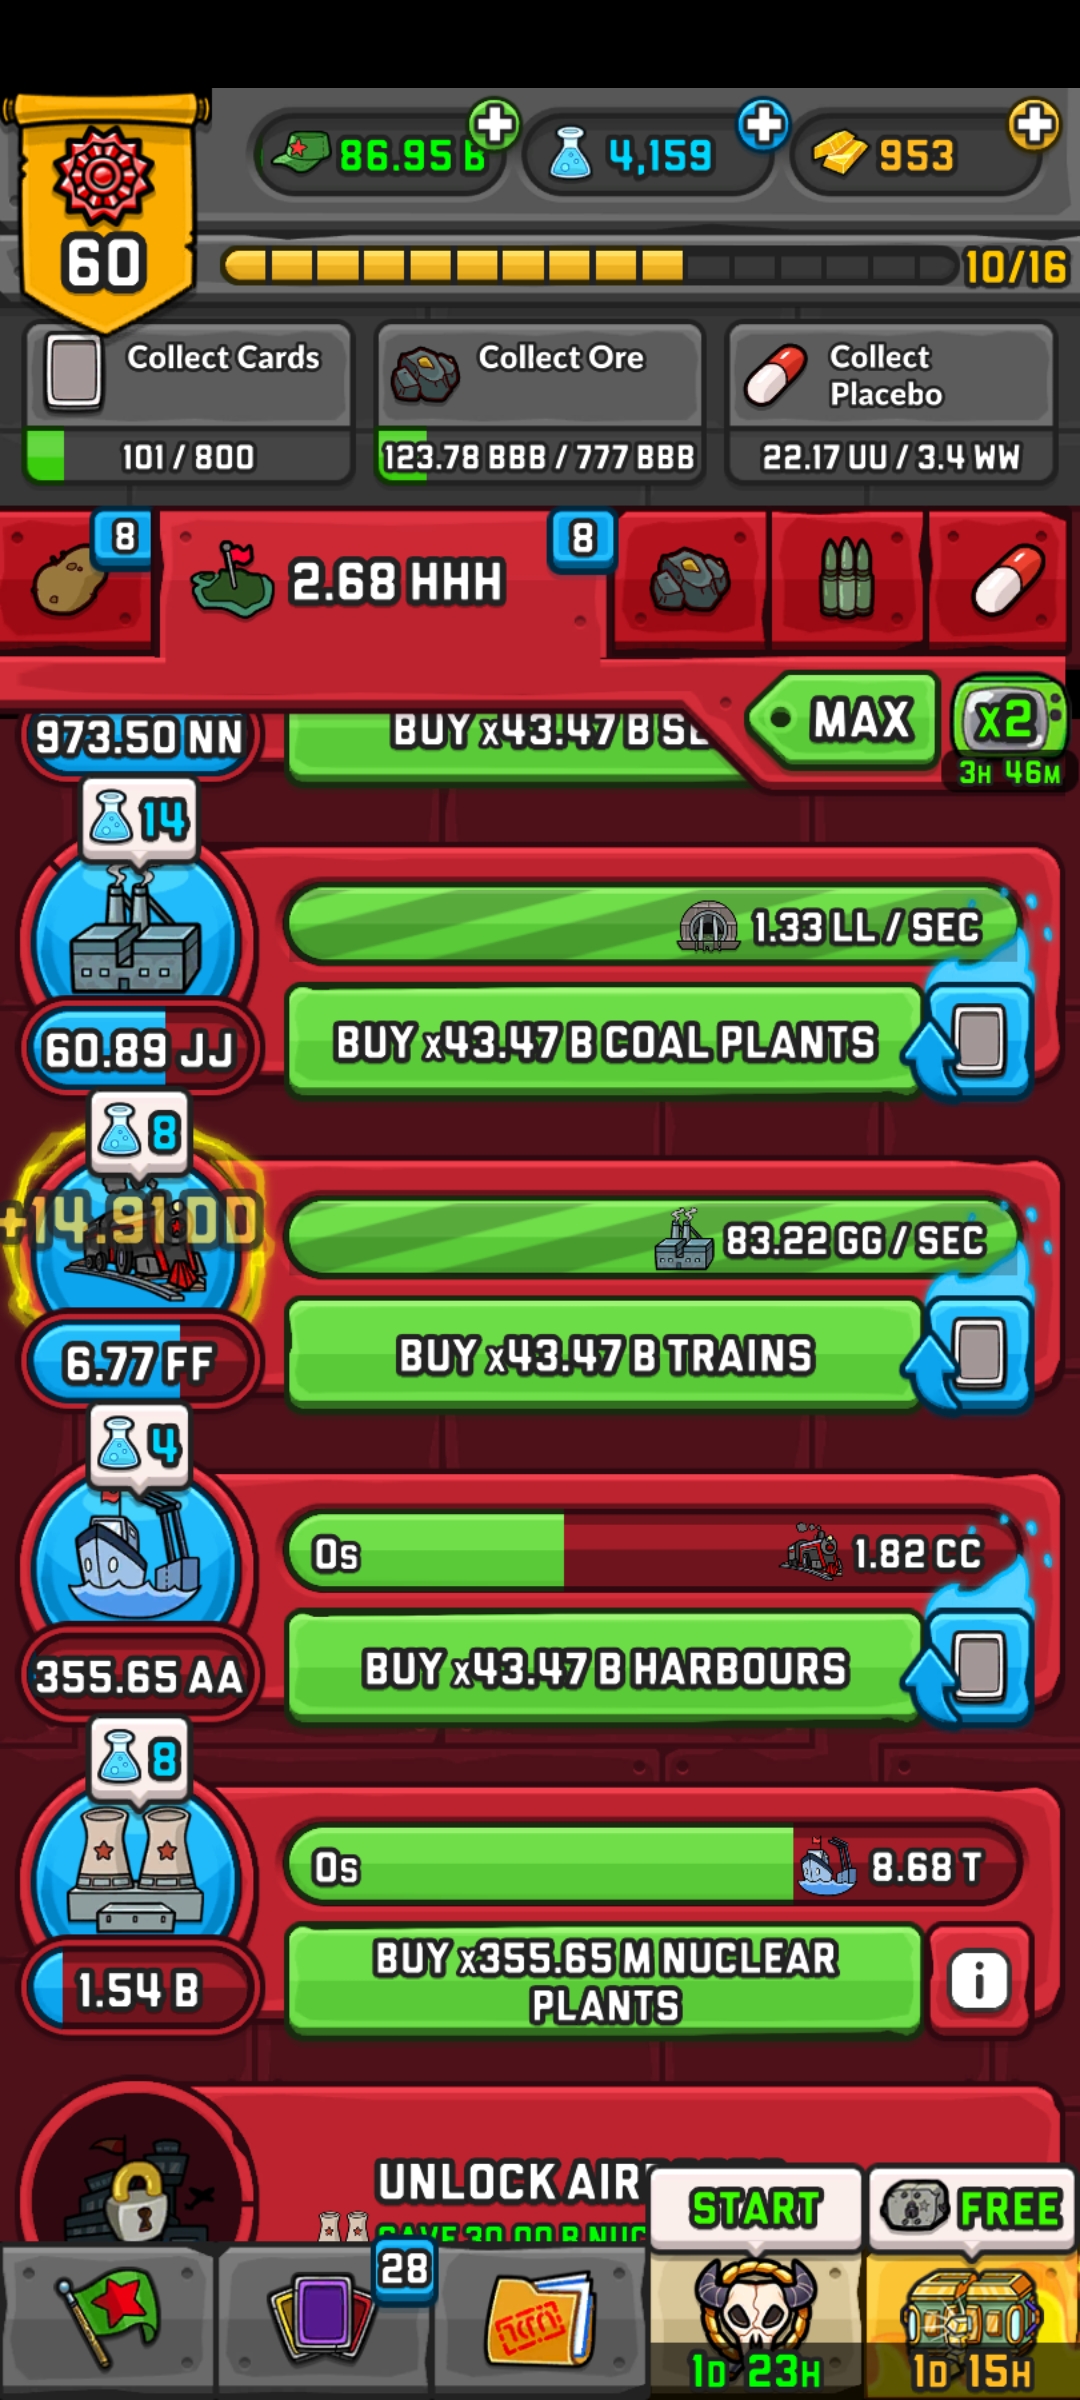 86.95 B
4,159
953
60
10/16
Collect Cards
101 / 800
Collect Ore
123.78 BBB / 777 BBB
Collect
Placebo
22.17 UU / 3.4 WW
8
2.68 HHH
8
MAX
x2
3H 46M
973.50 NN
BUY x43.47 B
14
1.33 LL / SEC
60.89 JJ
BUY x43.47 B COAL PLANTS
8
+14.91 DD
83.22 GG / SEC
6.77 FF
BUY x43.47 B TRAINS
4
0s
1.82 CC
355.65 AA
BUY x43.47 B HARBOURS
8
0s
8.68 T
1.54 B
BUY x355.65 M NUCLEAR
PLANTS
i
UNLOCK
START
FREE
28
1D 23H
1D 15H